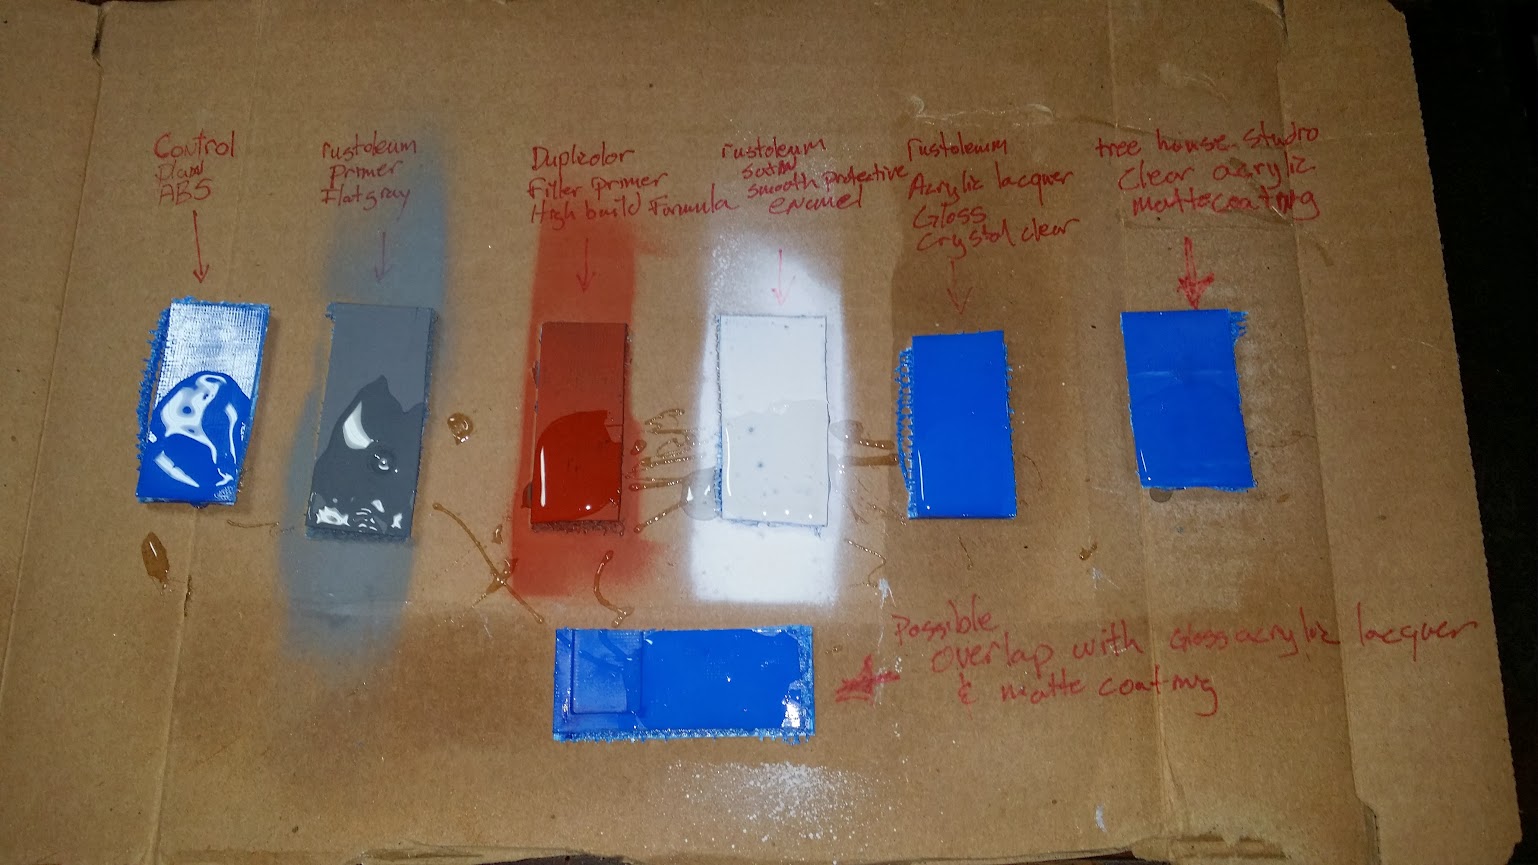 Control
Plain
ABS
rustoleum
Primer
Flat gray
Duplicolor
Filler primer
High build Formula
rustoleum
satin
smooth protective
enamel
rustoleum
Acrylic lacquer
Gloss
Crystal clear
tree house studio
clear acrylic
matte coating
Possible
overlap with Gloss acrylic lacquer
& matte coating